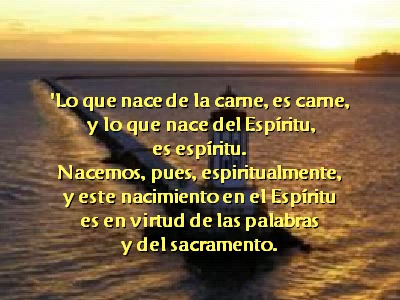 'Lo que nace de la carne, es carne,
y lo que nace del Espíritu,
es espíritu.
Nacemos, pues, espiritualmente,
y este nacimiento en el Espíritu
es en virtud de las palabras
y del sacramento.